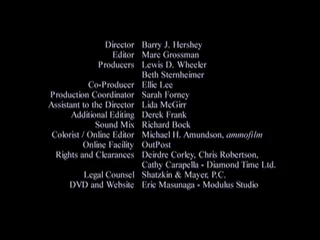 Director Barry J. Hershey
Editor Marc Grossman
Producers Lewis D. Wheeler
Beth Sternheimer
Co-Producer Ellie Lee
Production Coordinator Sarah Forney
Assistant to the Director Lida McGirr
Additional Editing Derek Frank
Sound Mix Richard Bock
Colorist / Online Editor Michael H. Amundson, ammofilm
Online Facility OutPost
Rights and Clearances Deirdre Corley, Chris Robertson,
Cathy Carapella - Diamond Time Ltd.
Legal Counsel Shatzkin & Mayer, P.C.
DVD and Website Eric Masunaga - Modulus Studio